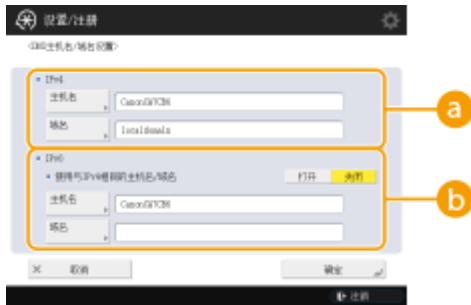 设置/注册
<DNS主机名/域名设置>
IPv4
主机名
域名
localdomain
a
IPv6
使用与IPv4相同的主机名/域名
打开
关闭
主机名
域名
b
取消
确定
注销